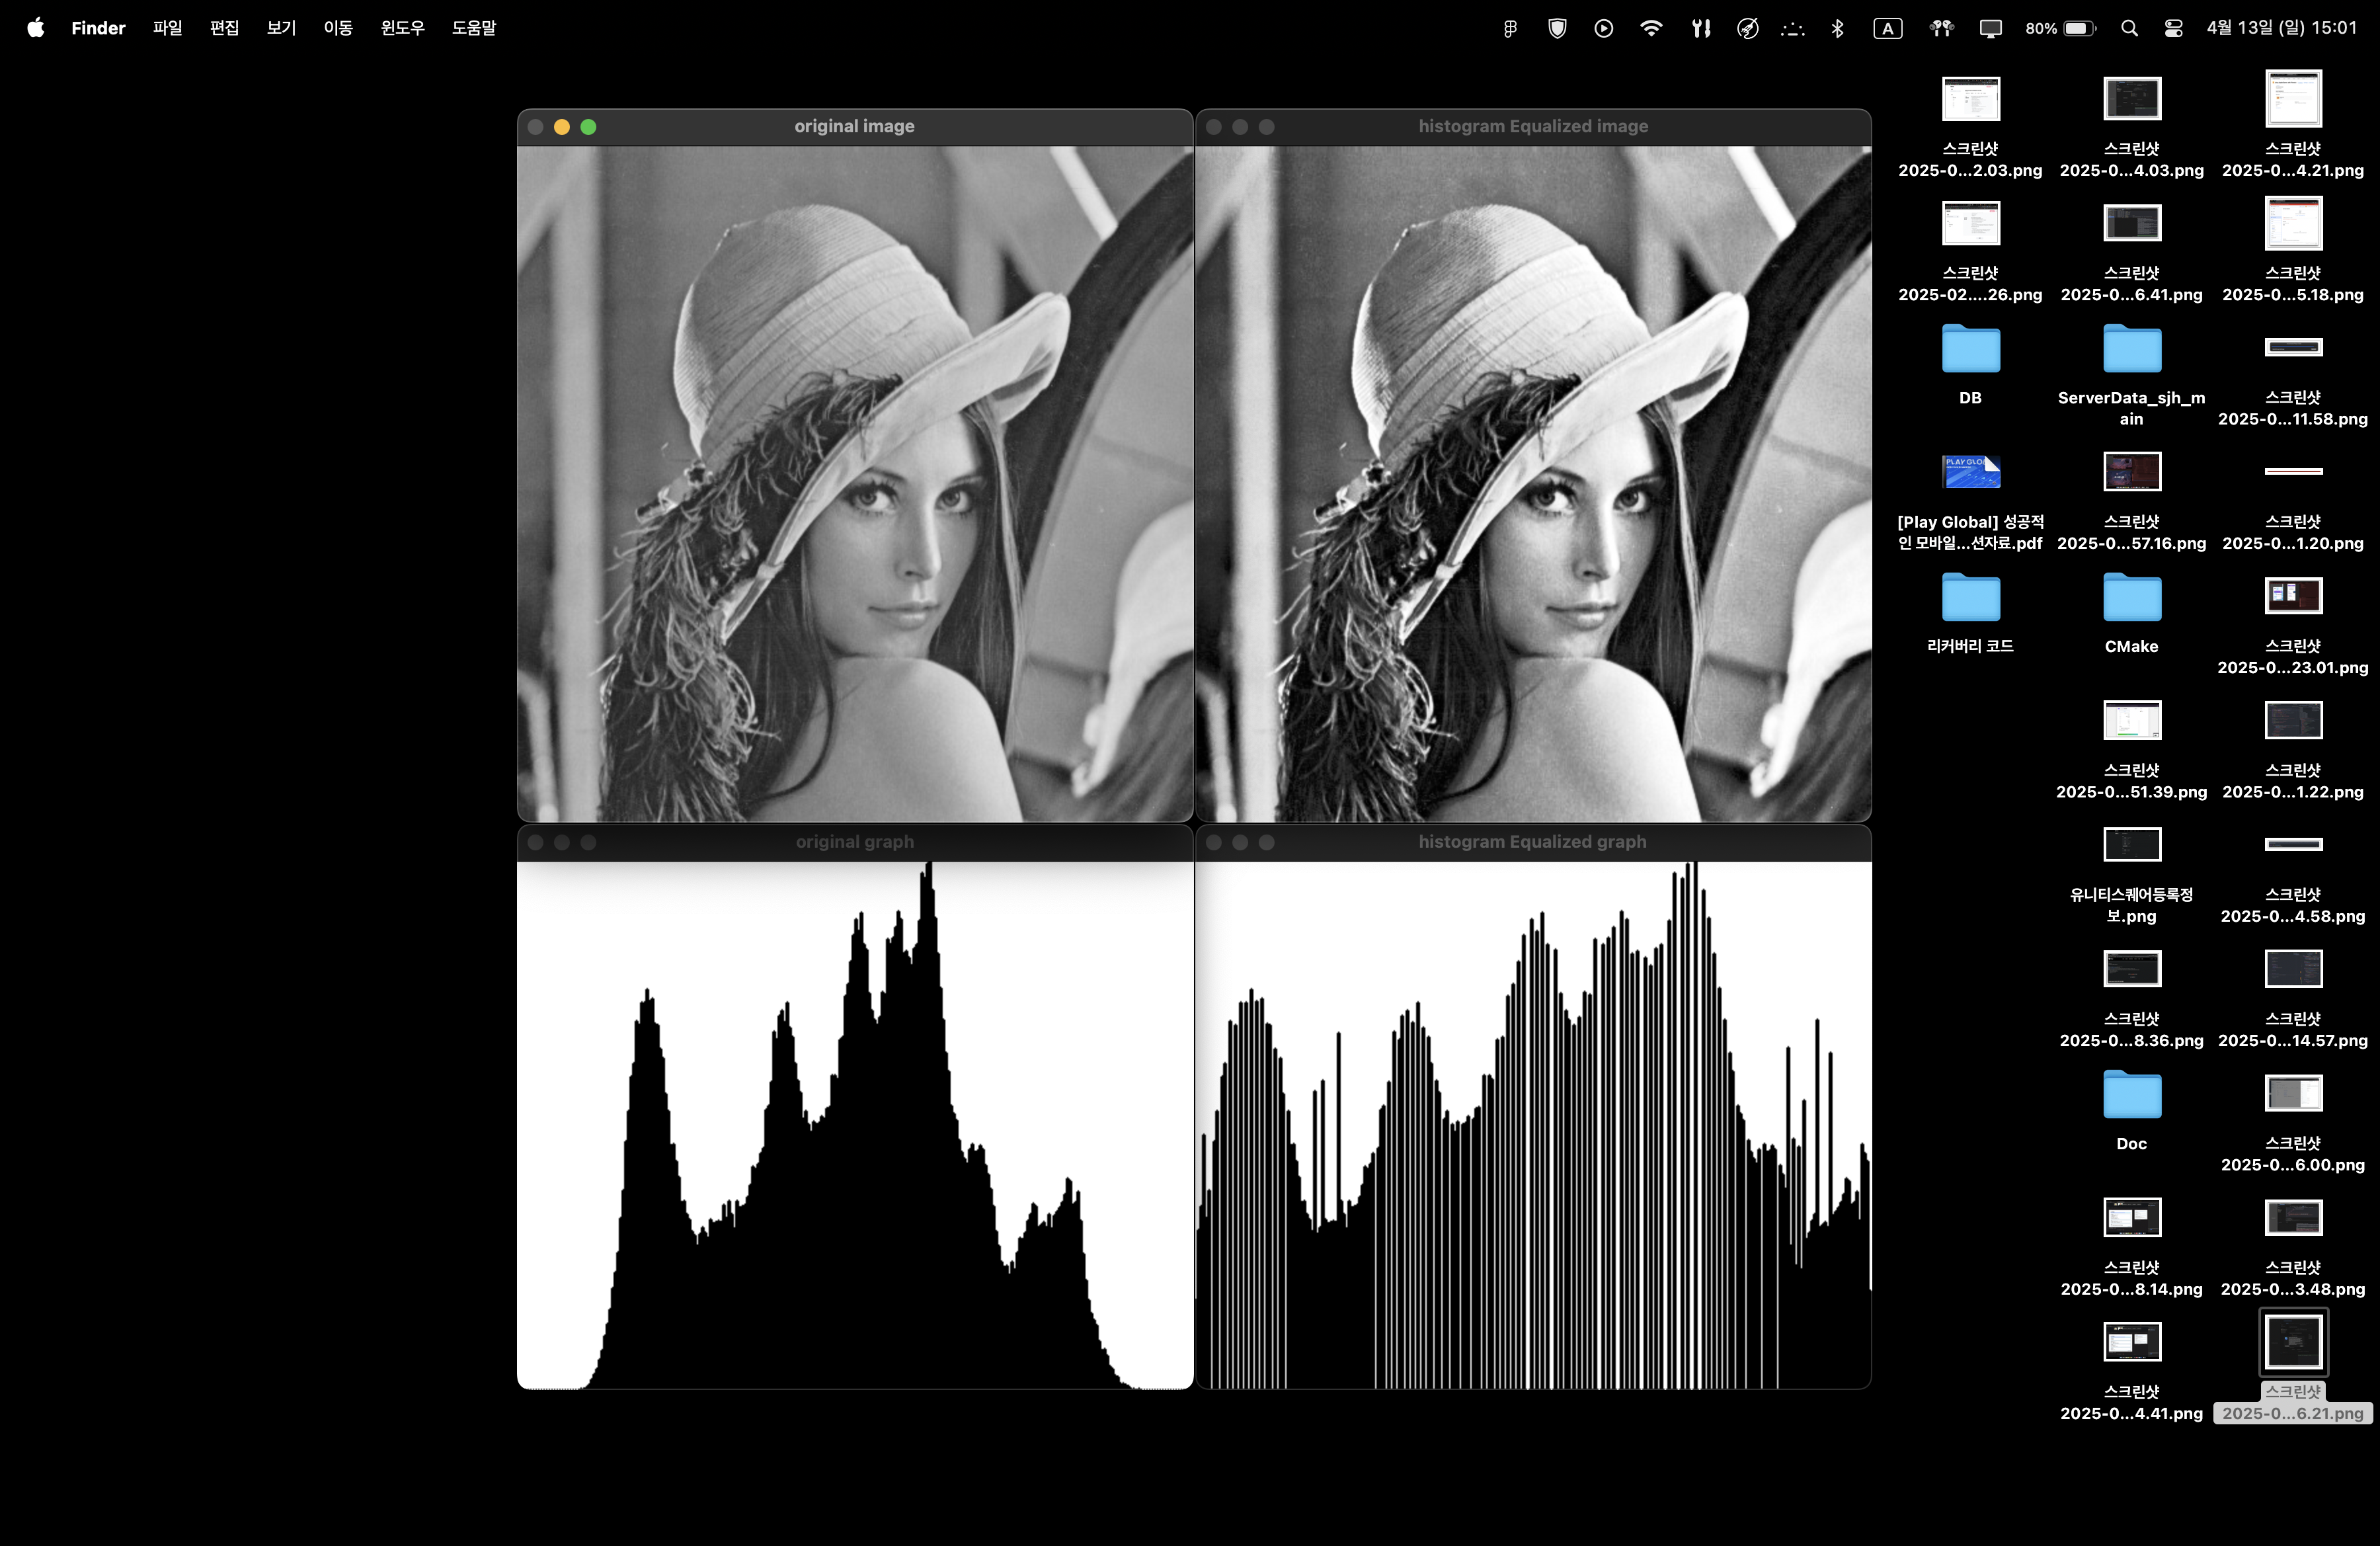 Finder 파일 편집 보기 이동 윈도우 도움말
A 80% 4월 13일 (일) 15:01
original image
histogram Equalized image
original graph
histogram Equalized graph
스크린샷
2025-0...2.03.png
스크린샷
2025-0...4.03.png
스크린샷
2025-0...4.21.png
스크린샷
2025-02....26.png
스크린샷
2025-0...6.41.png
스크린샷
2025-0...5.18.png
DB
ServerData_sjh_m
ain
스크린샷
2025-0...11.58.png
PLAY GLO
[Play Global] 성공적
인 모바일...션자료.pdf
스크린샷
2025-0...57.16.png
스크린샷
2025-0...1.20.png
리커버리 코드
CMake
스크린샷
2025-0...23.01.png
스크린샷
2025-0...51.39.png
스크린샷
2025-0...1.22.png
유니티스퀘어등록정
보.png
스크린샷
2025-0...4.58.png
스크린샷
2025-0...8.36.png
스크린샷
2025-0...14.57.png
Doc
스크린샷
2025-0...6.00.png
스크린샷
2025-0...8.14.png
스크린샷
2025-0...3.48.png
스크린샷
2025-0...4.41.png
스크린샷
2025-0...6.21.png